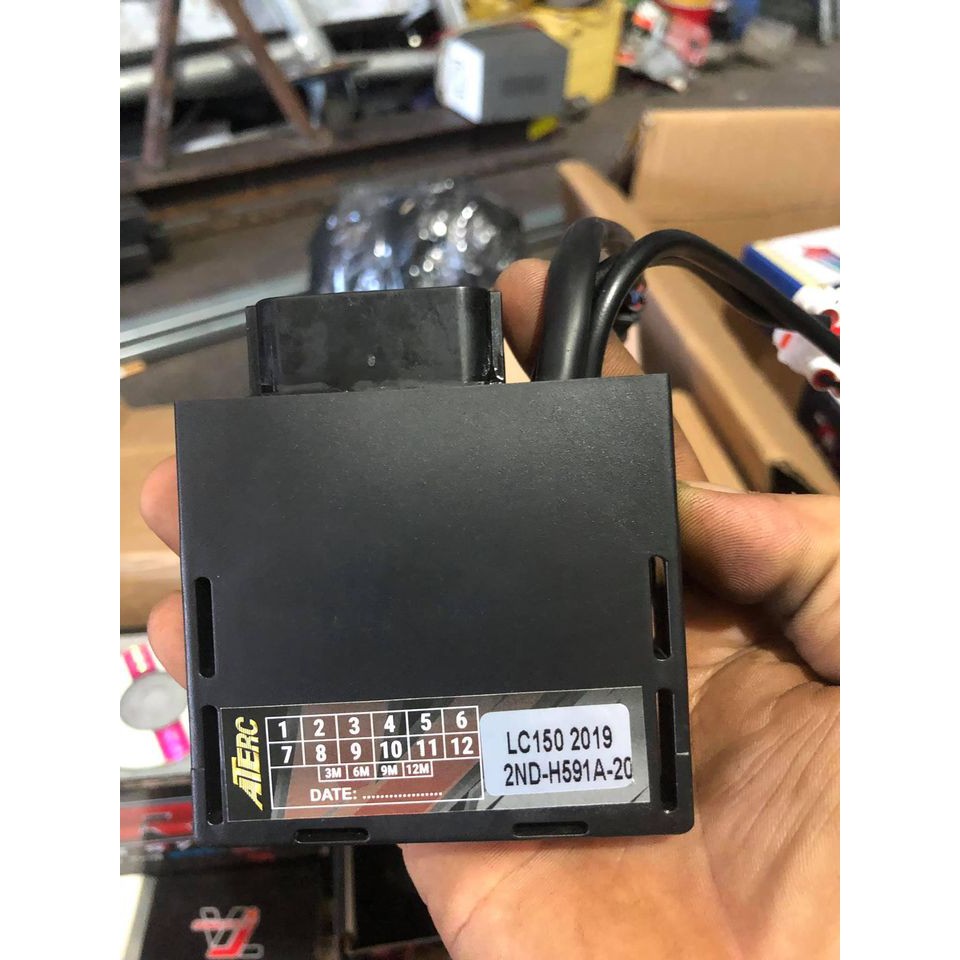 ATERC
1 2 3 4 5 6
7 8 9 10 11 12
3M 6M 9M 12M
DATE: ..................
LC150 2019
2ND-H591A-20